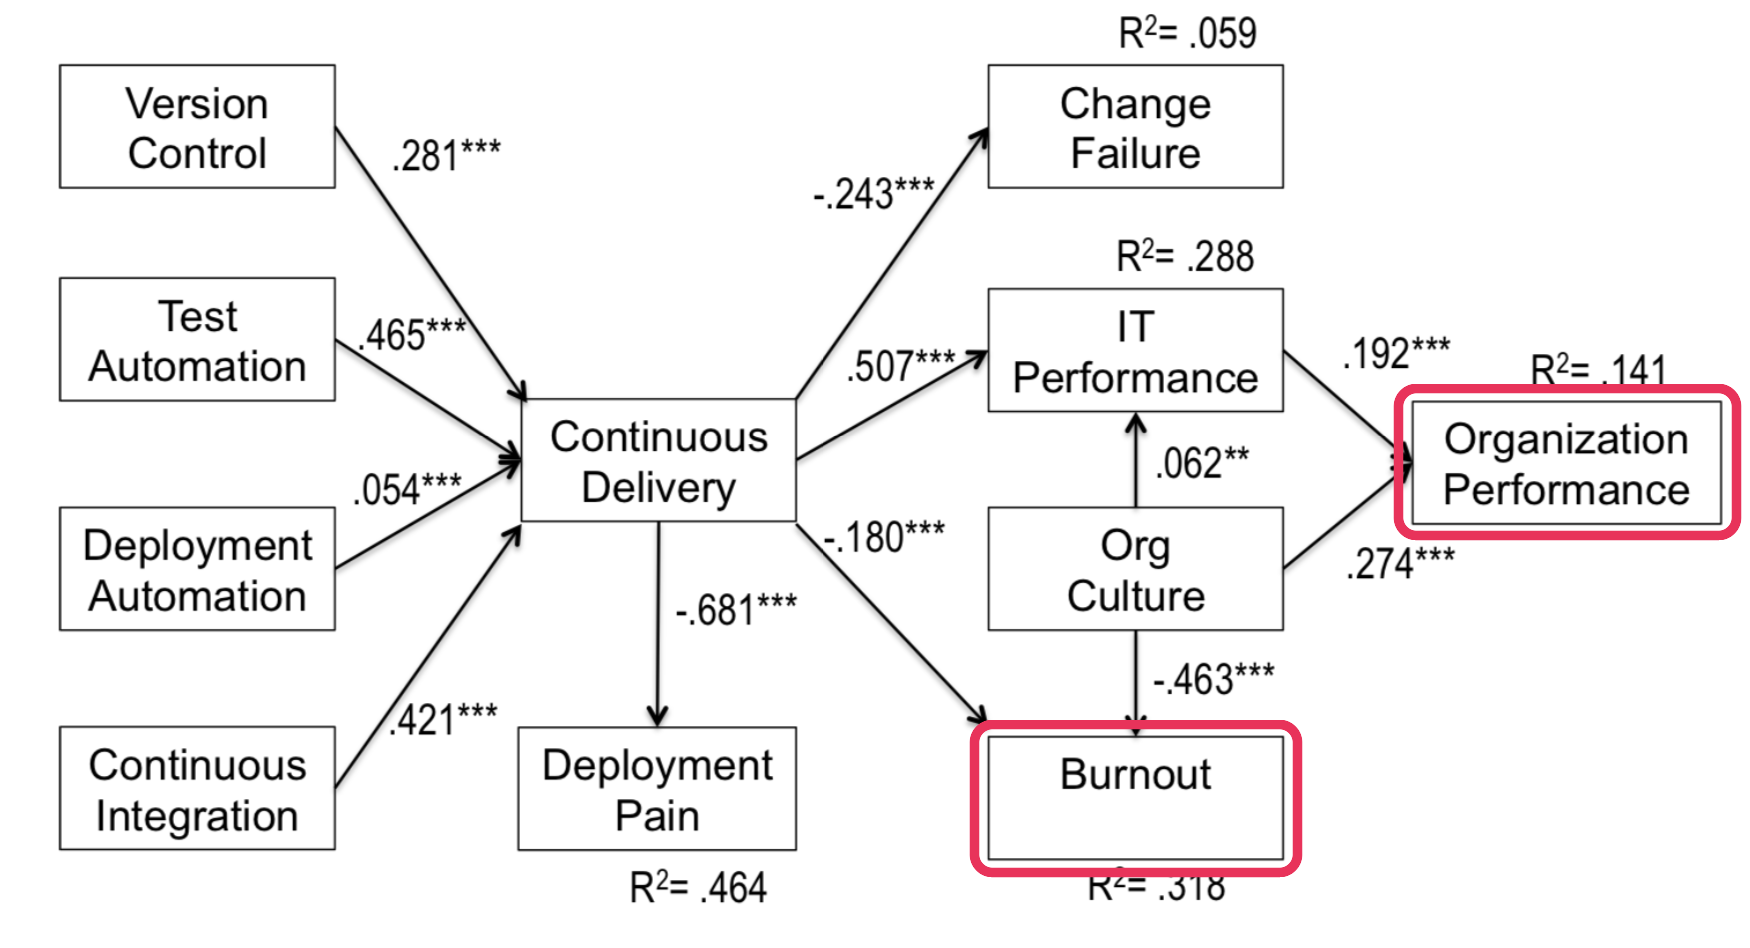 R²= .059
Version
Control
Change
Failure
.281***
-.243***
R²= .288
Test
Automation
.465***
IT
Performance
.507***
.192***
R²= .141
Continuous
Delivery
Organization
Performance
.062**
.054***
Deployment
Automation
-.180***
Org
Culture
.274***
-.681***
-.463***
.421***
Continuous
Integration
Deployment
Pain
Burnout
R²= .464
R²= .318